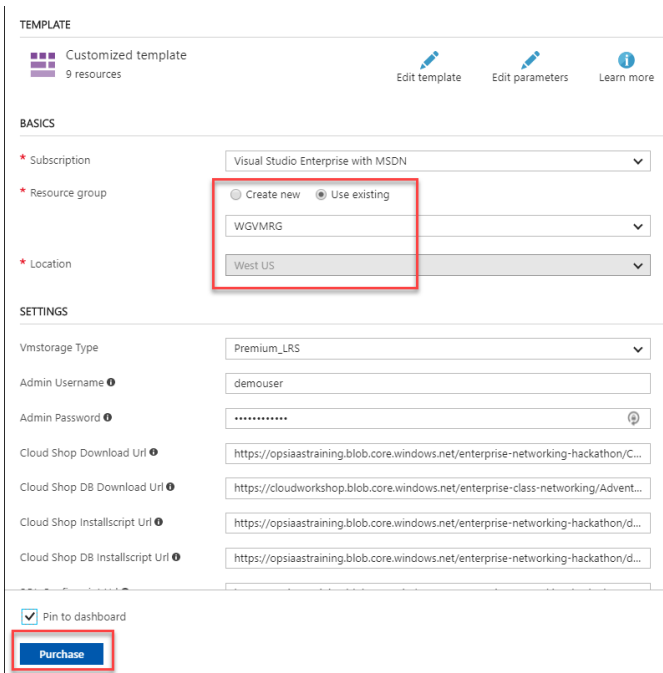 TEMPLATE
Customized template
9 resources
Edit template
Edit parameters
Learn more
BASICS
* Subscription
Visual Studio Enterprise with MSDN
* Resource group
Create new
Use existing
WGVMRG
* Location
West US
SETTINGS
Vmstorage Type
Premium_LRS
Admin Username
demouser
Admin Password
••••••••••••
Cloud Shop Download Url
https://opsiaastraining.blob.core.windows.net/enterprise-networking-hackathon/C...
Cloud Shop DB Download Url
https://cloudworkshop.blob.core.windows.net/enterprise-class-networking/Advent...
Cloud Shop Installscript Url
https://opsiaastraining.blob.core.windows.net/enterprise-networking-hackathon/d...
Cloud Shop DB Installscript Url
https://opsiaastraining.blob.core.windows.net/enterprise-networking-hackathon/d...
Pin to dashboard
Purchase